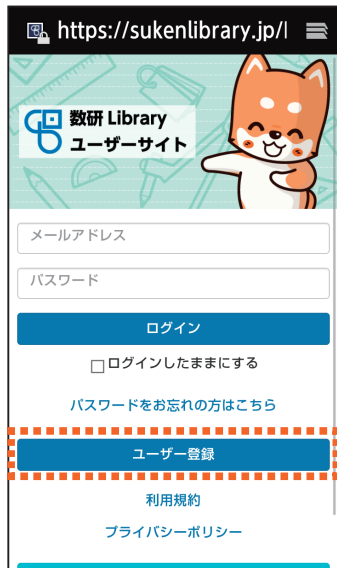 https://sukenlibrary.jp/l
数研 Library
ユーザーサイト
メールアドレス
パスワード
ログイン
ログインしたままにする
パスワードをお忘れの方はこちら
ユーザー登録
利用規約
プライバシーポリシー